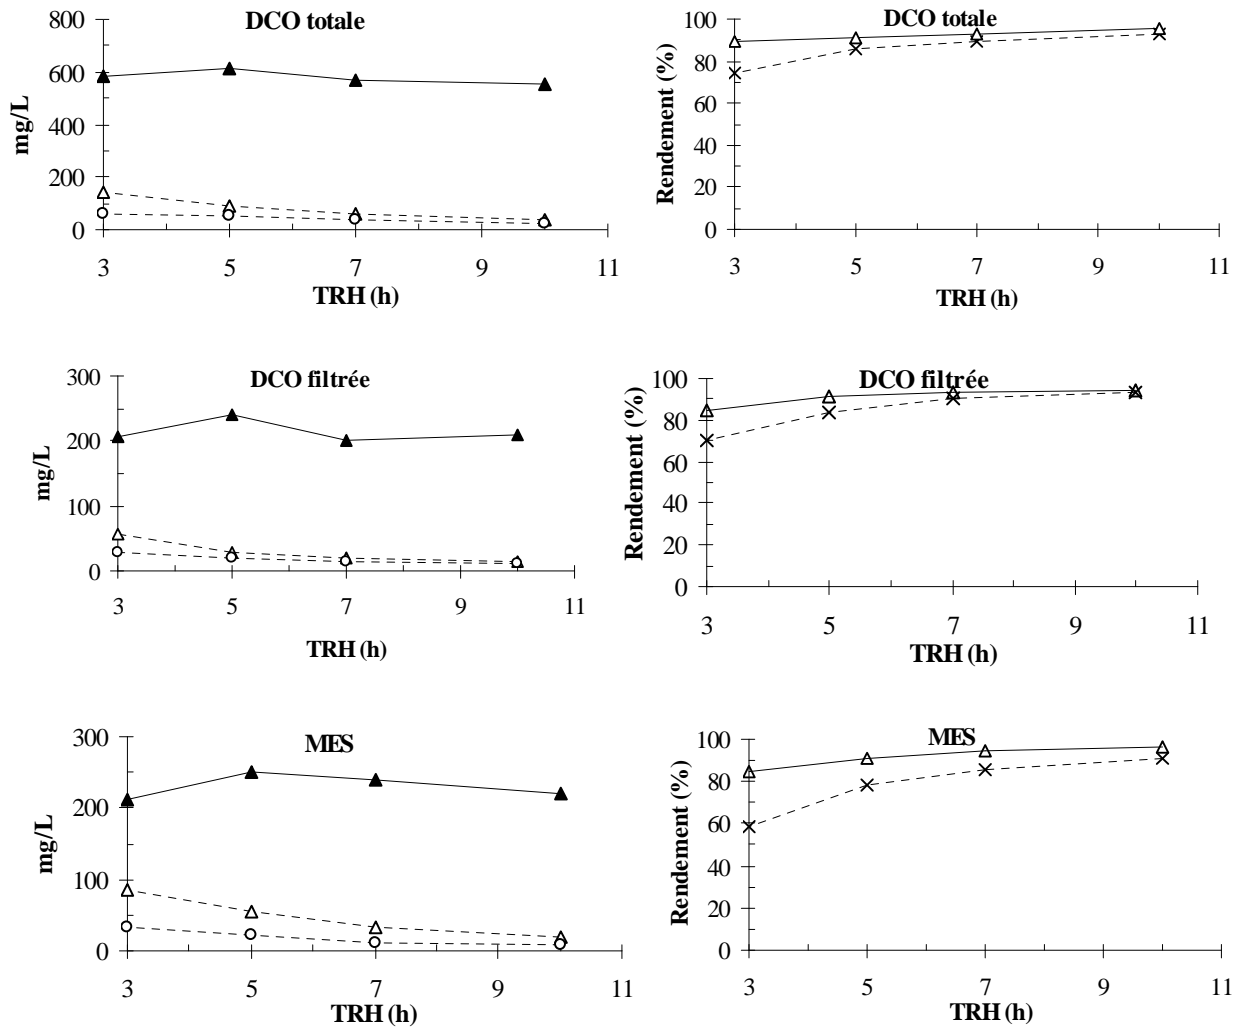 DCO totale
800
600
400
200
0
mg/L
3 5 7 9 11
TRH (h)
DCO totale
100
80
60
40
20
0
Rendement (%)
3 5 7 9 11
TRH (h)
DCO filtrée
300
200
100
0
mg/L
3 5 7 9 11
TRH (h)
DCO filtrée
100
80
60
40
20
0
Rendement (%)
3 5 7 9 11
TRH (h)
MES
300
200
100
0
mg/L
3 5 7 9 11
TRH (h)
MES
100
80
60
40
20
0
Rendement (%)
3 5 7 9 11
TRH (h)